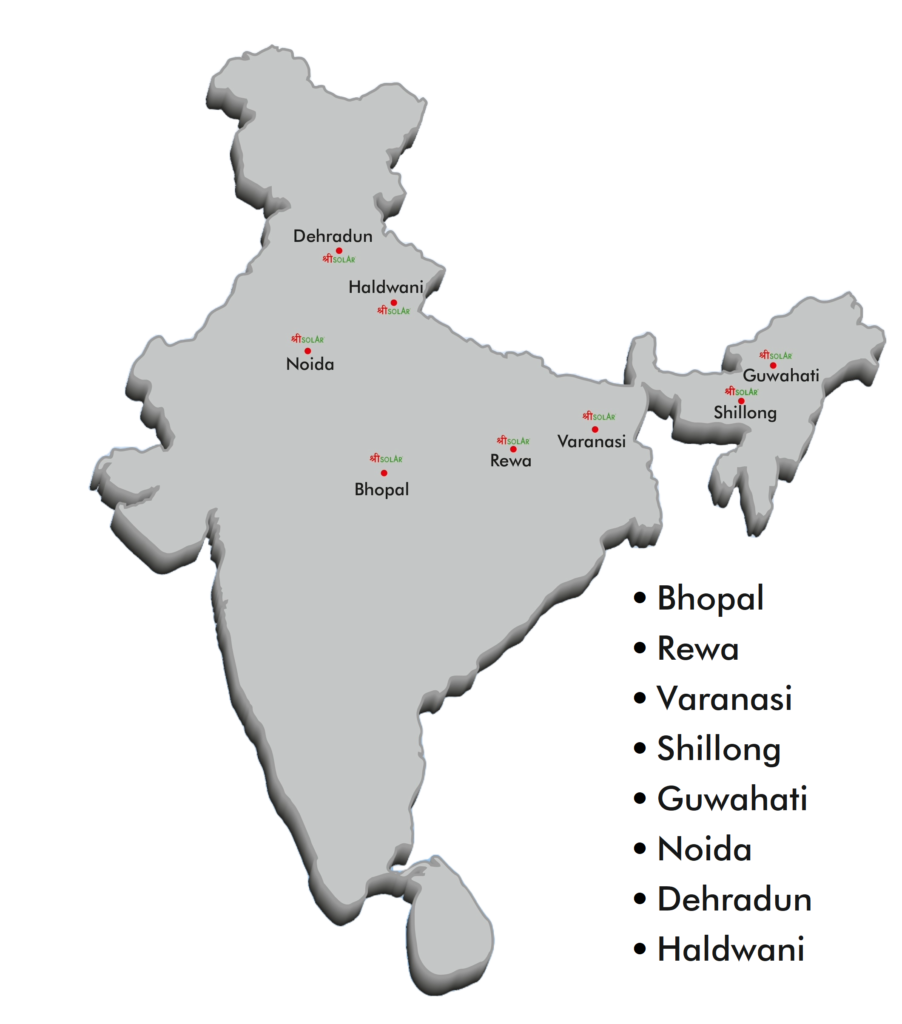 Dehradun
श्री SOLAR
Haldwani
श्री SOLAR
श्री SOLAR
Noida
श्री SOLAR
Guwahati
श्री SOLAR
Shillong
श्री SOLAR
Varanasi
श्री SOLAR
Rewa
श्री SOLAR
Bhopal
• Bhopal
• Rewa
• Varanasi
• Shillong
• Guwahati
• Noida
• Dehradun
• Haldwani